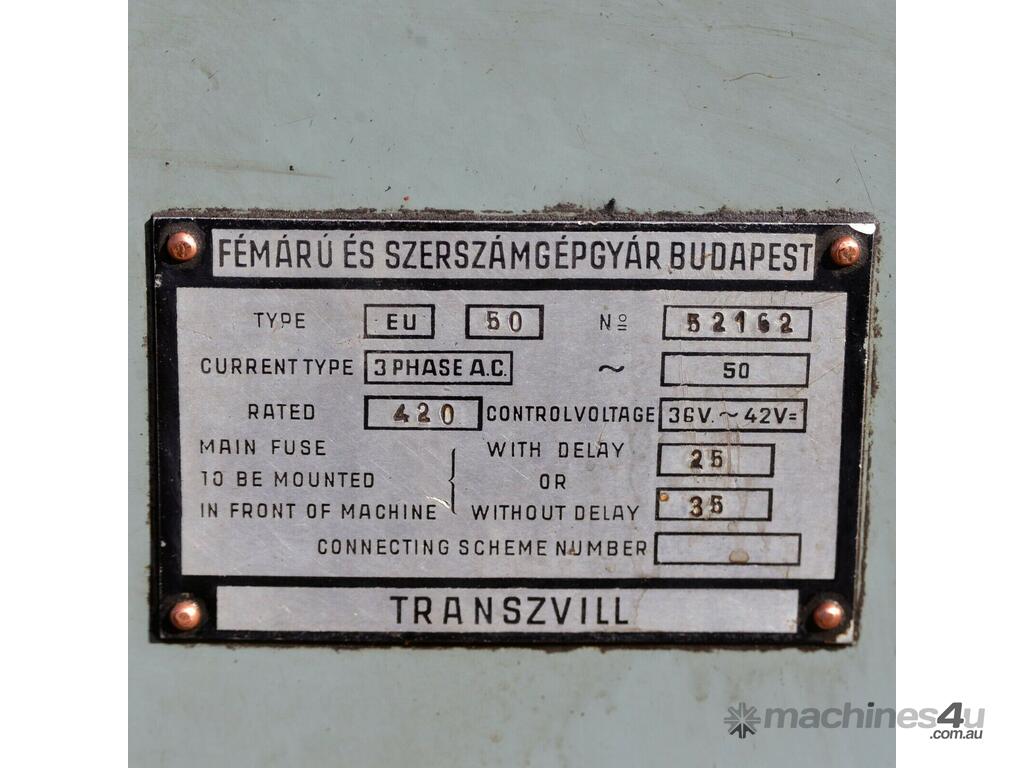 FÉMÁRÚ ÉS SZERSZÁMGÉPGYÁR BUDAPEST
TYPE EU 50 Nº 52162
CURRENT TYPE 3 PHASE A.C. ~ 50
RATED 420 CONTROLVOLTAGE 36V. ~ 42V=
MAIN FUSE WITH DELAY 25
TO BE MOUNTED OR
IN FRONT OF MACHINE WITHOUT DELAY 35
CONNECTING SCHEME NUMBER
TRANSZVILL
machines4u
.com.au